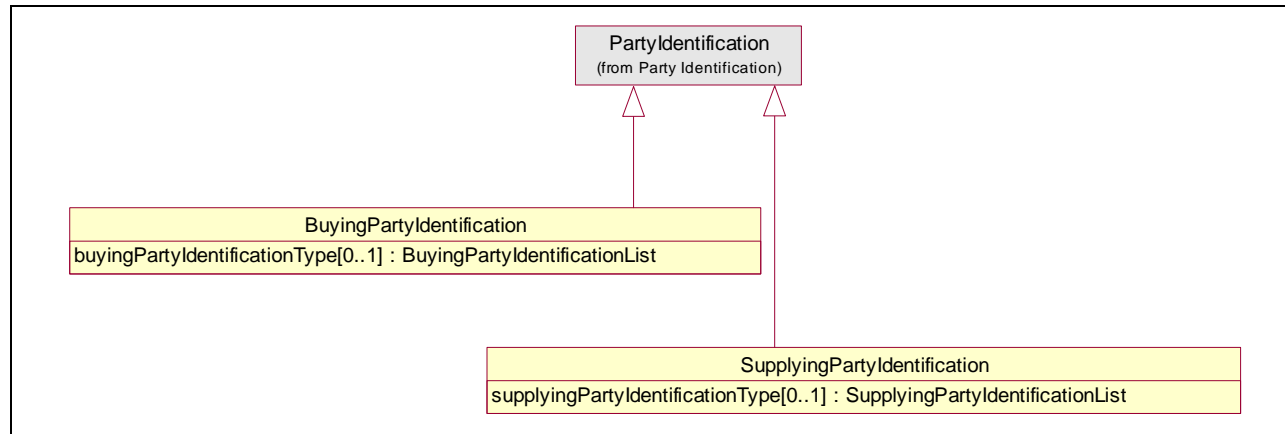 PartyIdentification
(from Party Identification)
BuyingPartyIdentification
buyingPartyIdentificationType[0..1] : BuyingPartyIdentificationList
SupplyingPartyIdentification
supplyingPartyIdentificationType[0..1] : SupplyingPartyIdentificationList